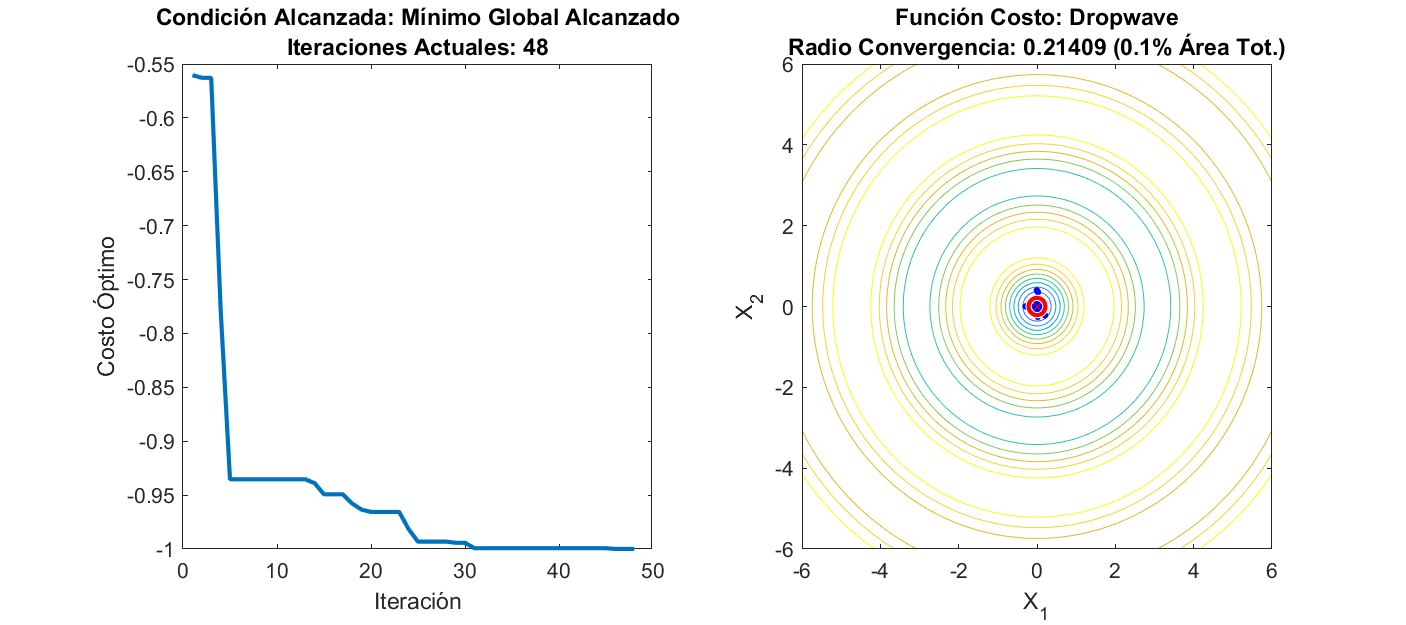 Condición Alcanzada: Mínimo Global Alcanzado
Iteraciones Actuales: 48
-0.55
-0.6
-0.65
-0.7
-0.75
-0.8
-0.85
-0.9
-0.95
-1
Costo Óptimo
0 10 20 30 40 50
Iteración
Función Costo: Dropwave
Radio Convergencia: 0.21409 (0.1% Área Tot.)
6
4
2
0
-2
-4
-6
X2
-6 -4 -2 0 2 4 6
X1